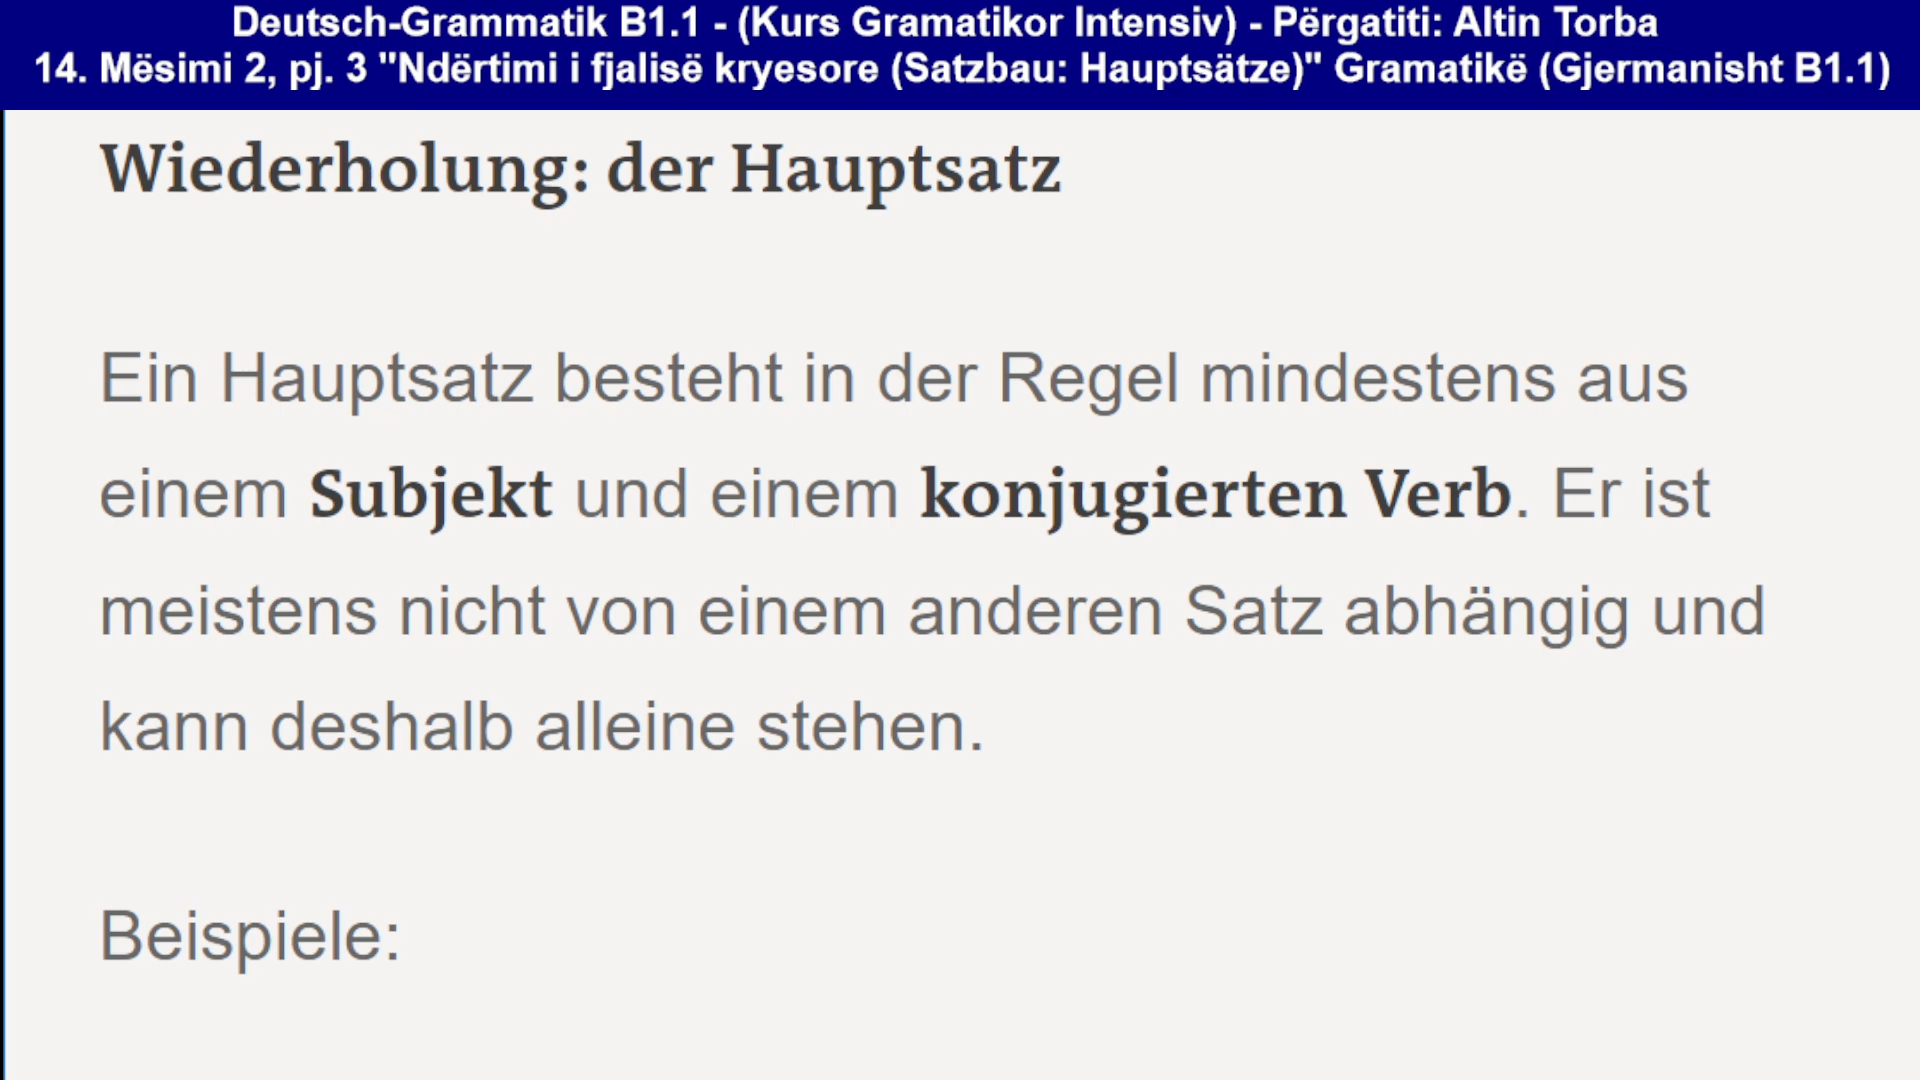 Deutsch-Grammatik B1.1 - (Kurs Gramatikor Intensiv) - Përgatiti: Altin Torba
14. Mësimi 2, pj. 3 "Ndërtimi i fjalisë kryesore (Satzbau: Hauptsätze)" Gramatikë (Gjermanisht B1.1)
Wiederholung: der Hauptsatz
Ein Hauptsatz besteht in der Regel mindestens aus
einem Subjekt und einem konjugierten Verb. Er ist
meistens nicht von einem anderen Satz abhängig und
kann deshalb alleine stehen.
Beispiele: